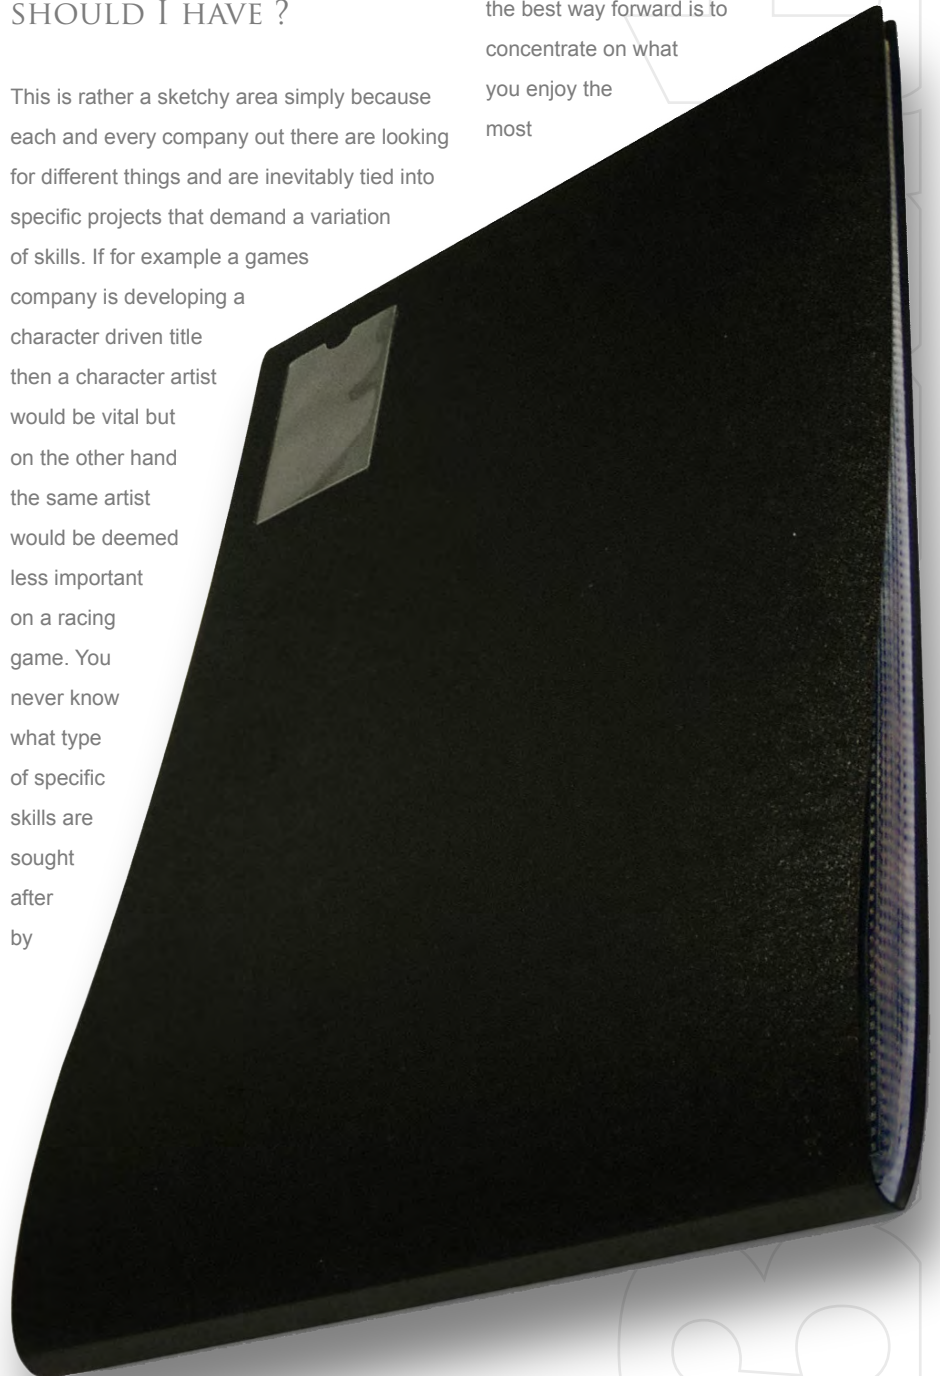 SHOULD I HAVE ?
This is rather a sketchy area simply because
each and every company out there are looking
for different things and are inevitably tied into
specific projects that demand a variation
of skills. If for example a games
company is developing a
character driven title
then a character artist
would be vital but
on the other hand
the same artist
would be deemed
less important
on a racing
game. You
never know
what type
of specific
skills are
sought
after
by
the best way forward is to
concentrate on what
you enjoy the
most